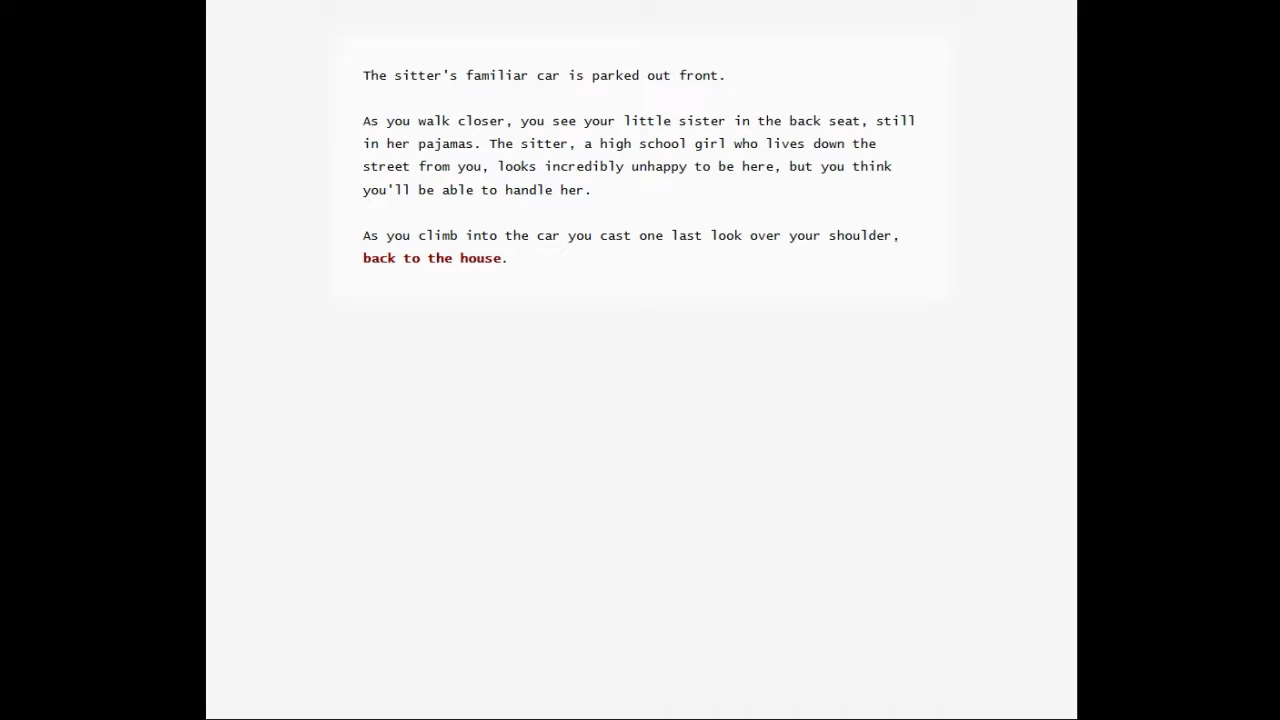 The sitter's familiar car is parked out front.
As you walk closer, you see your little sister in the back seat, still
in her pajamas. The sitter, a high school girl who lives down the
street from you, looks incredibly unhappy to be here, but you think
you'll be able to handle her.
As you climb into the car you cast one last look over your shoulder,
back to the house.